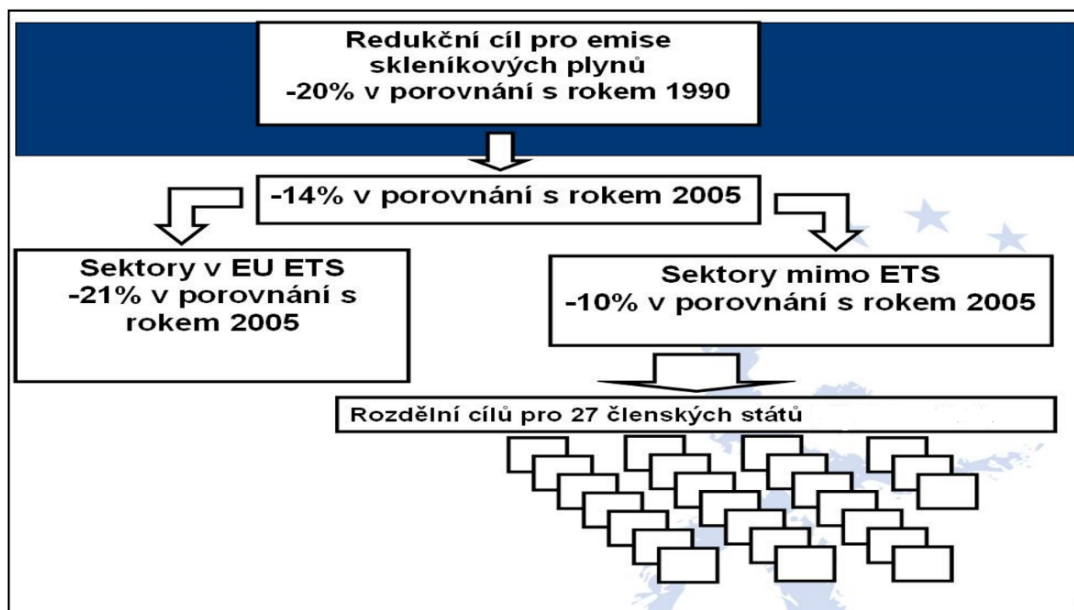 Redukční cíl pro emise
skleníkových plynů
-20% v porovnání s rokem 1990
-14% v porovnání s rokem 2005
Sektory v EU ETS
-21% v porovnání s
rokem 2005
Sektory mimo ETS
-10% v porovnání s rokem 2005
Rozdělní cílů pro 27 členských států